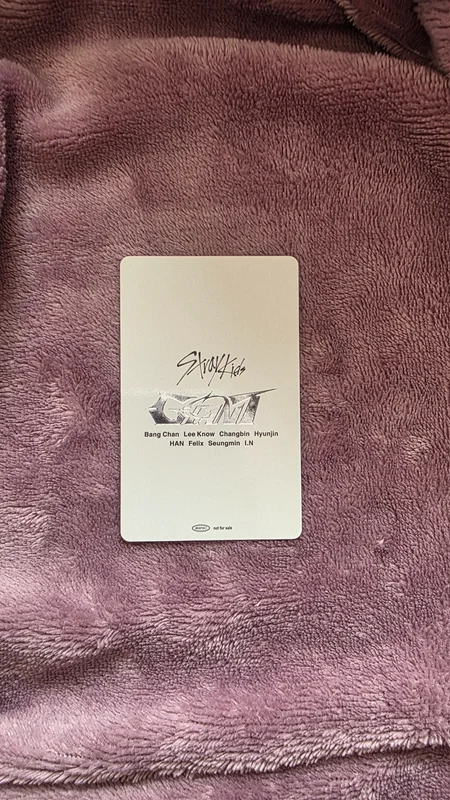 Stray Kids
Bang Chan Lee Know Changbin Hyunjin
HAN Felix Seungmin I.N
not for sale